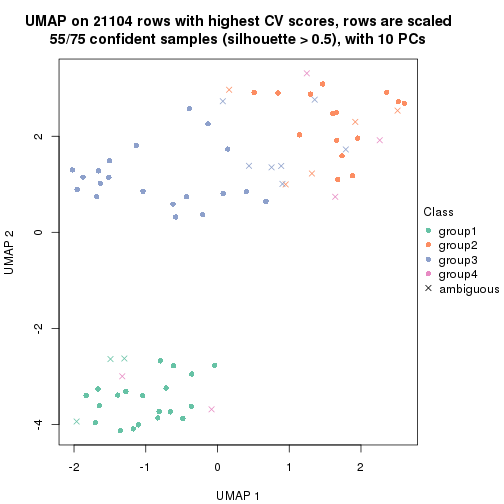 UMAP on 21104 rows with highest CV scores, rows are scaled
55/75 confident samples (silhouette > 0.5), with 10 PCs
UMAP 2
2
0
-2
-4
-2
-1
0
1
2
UMAP 1
Class
group1
group2
group3
group4
ambiguous